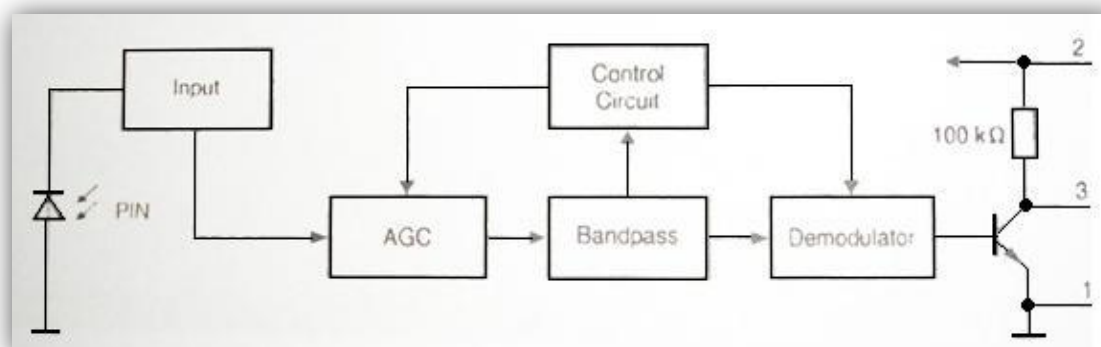 Input
Control
Circuit
2
100 kΩ
PIN
AGC
Bandpass
Demodulator
3
1